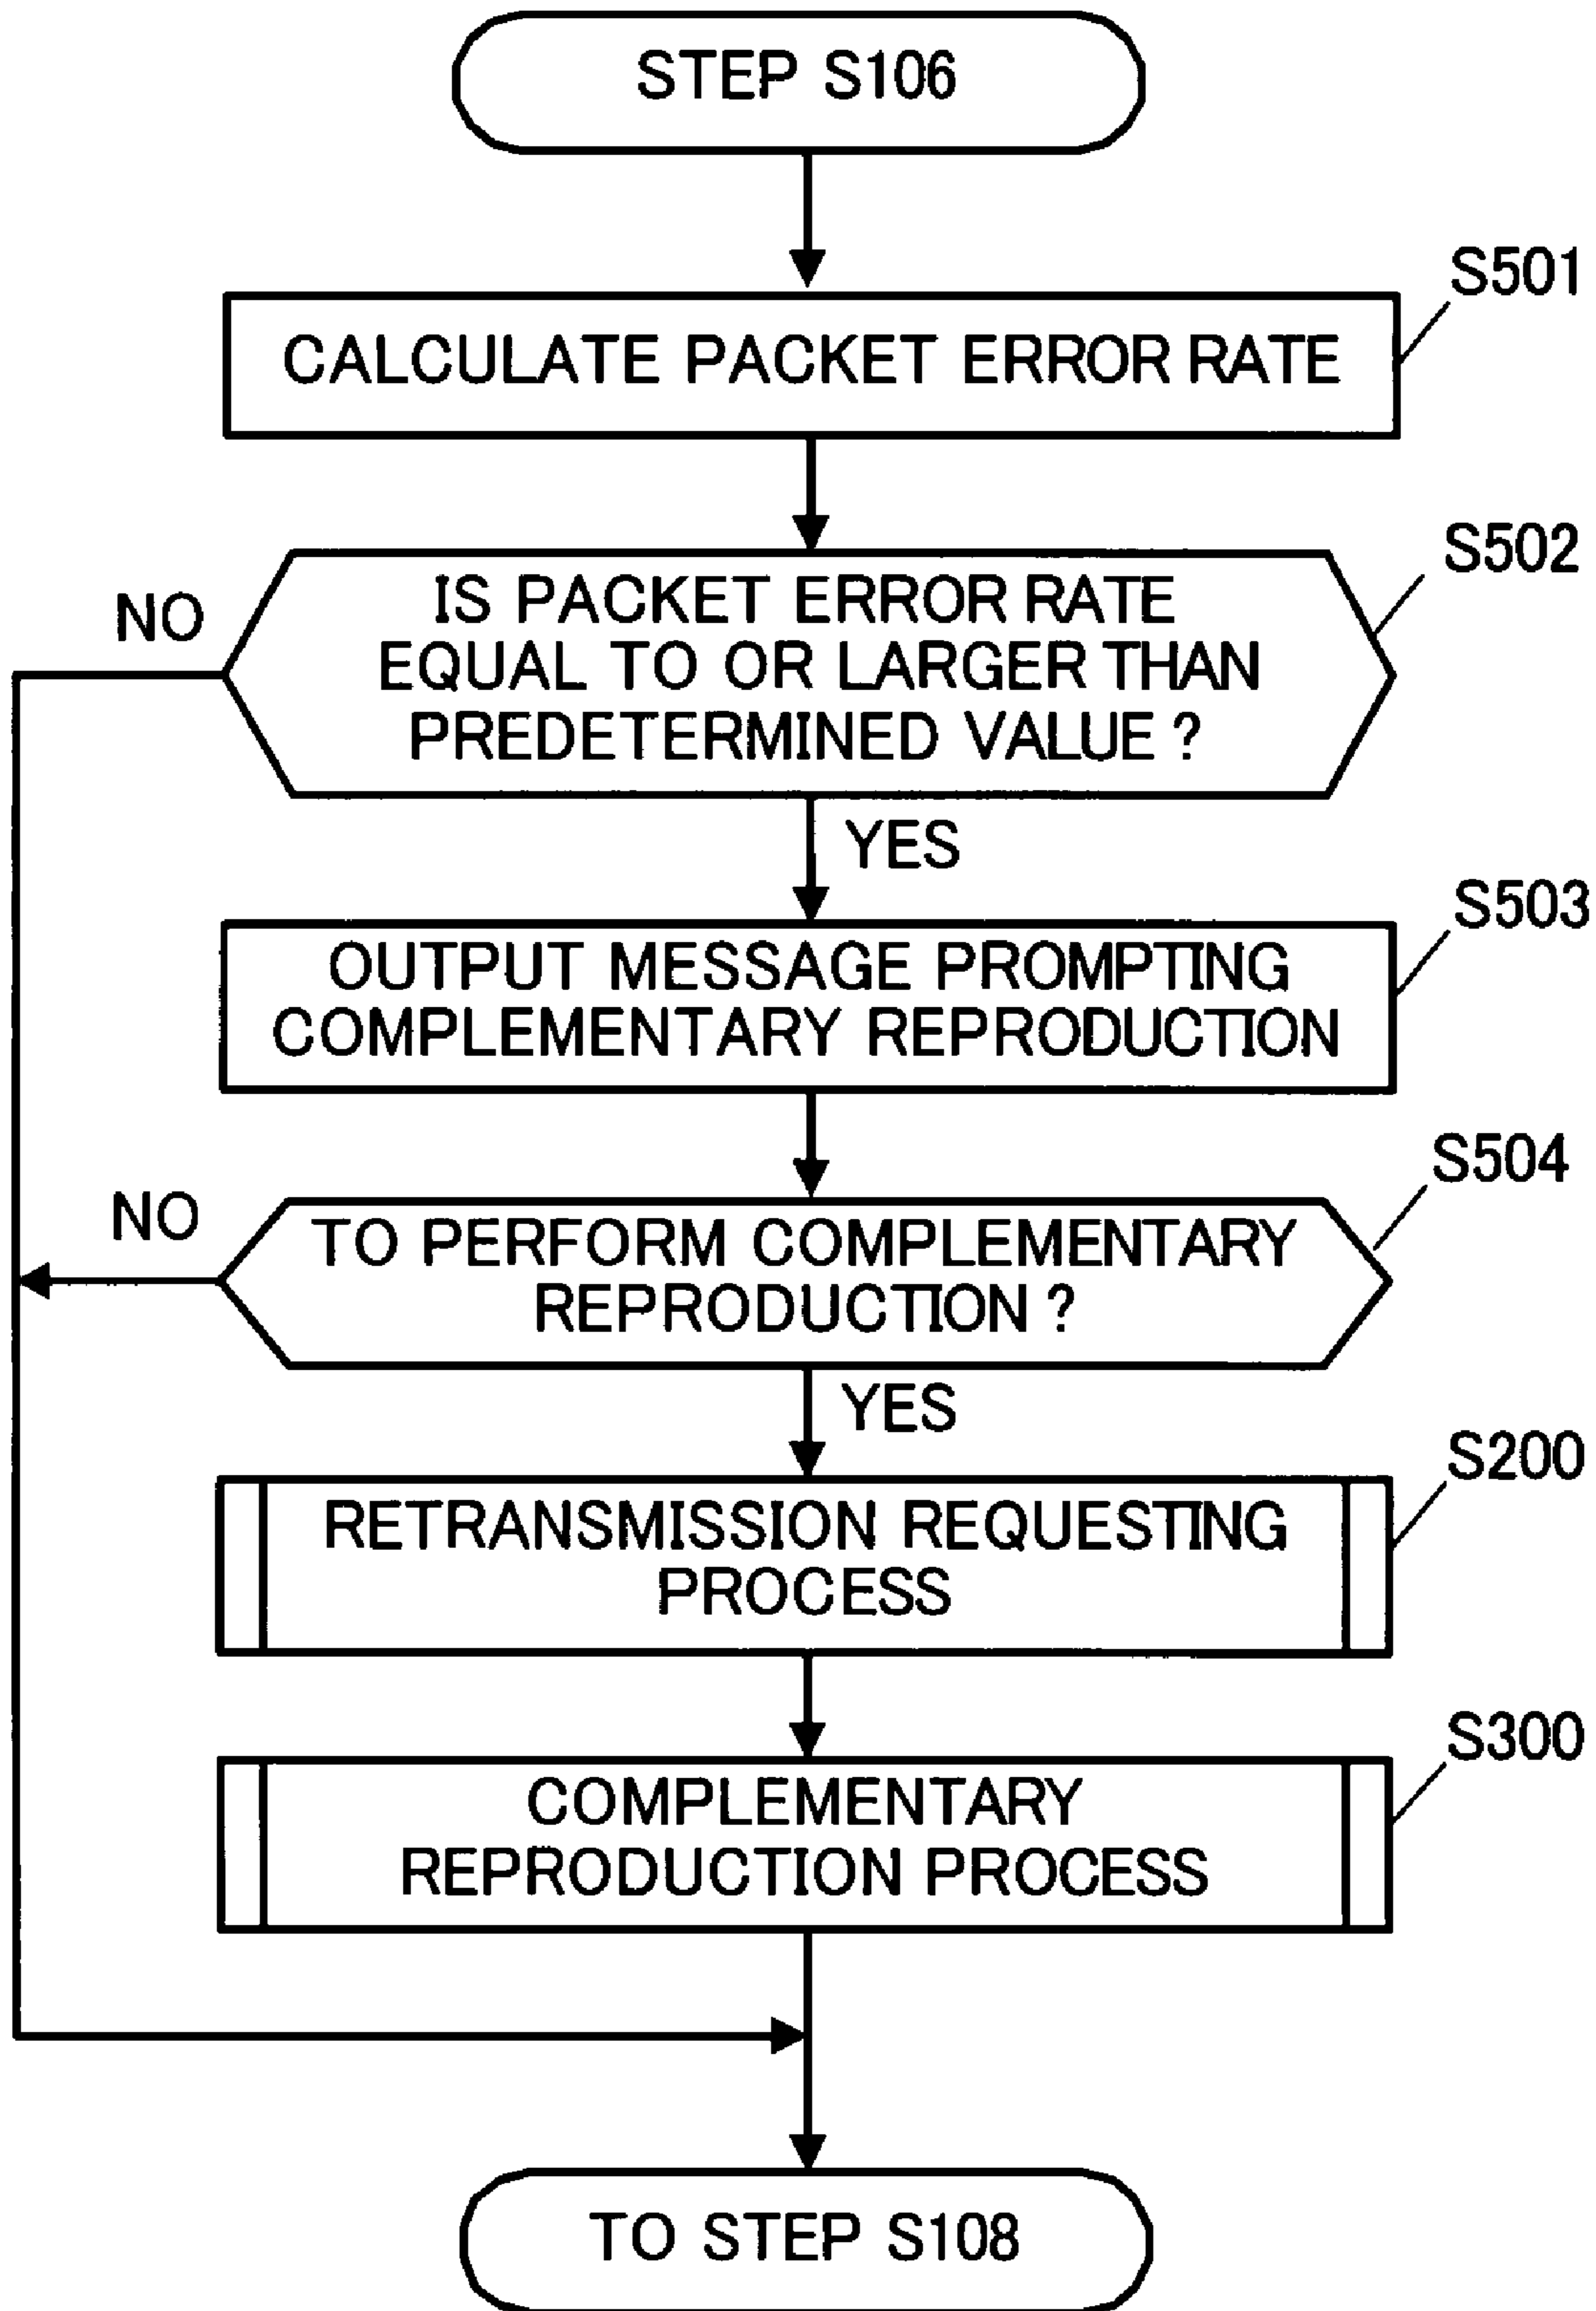 STEP S106
S501
CALCULATE PACKET ERROR RATE
S502
NO
IS PACKET ERROR RATE
EQUAL TO OR LARGER THAN
PREDETERMINED VALUE ?
YES
S503
OUTPUT MESSAGE PROMPTING
COMPLEMENTARY REPRODUCTION
S504
NO
TO PERFORM COMPLEMENTARY
REPRODUCTION ?
YES
S200
RETRANSMISSION REQUESTING
PROCESS
S300
COMPLEMENTARY
REPRODUCTION PROCESS
TO STEP S108